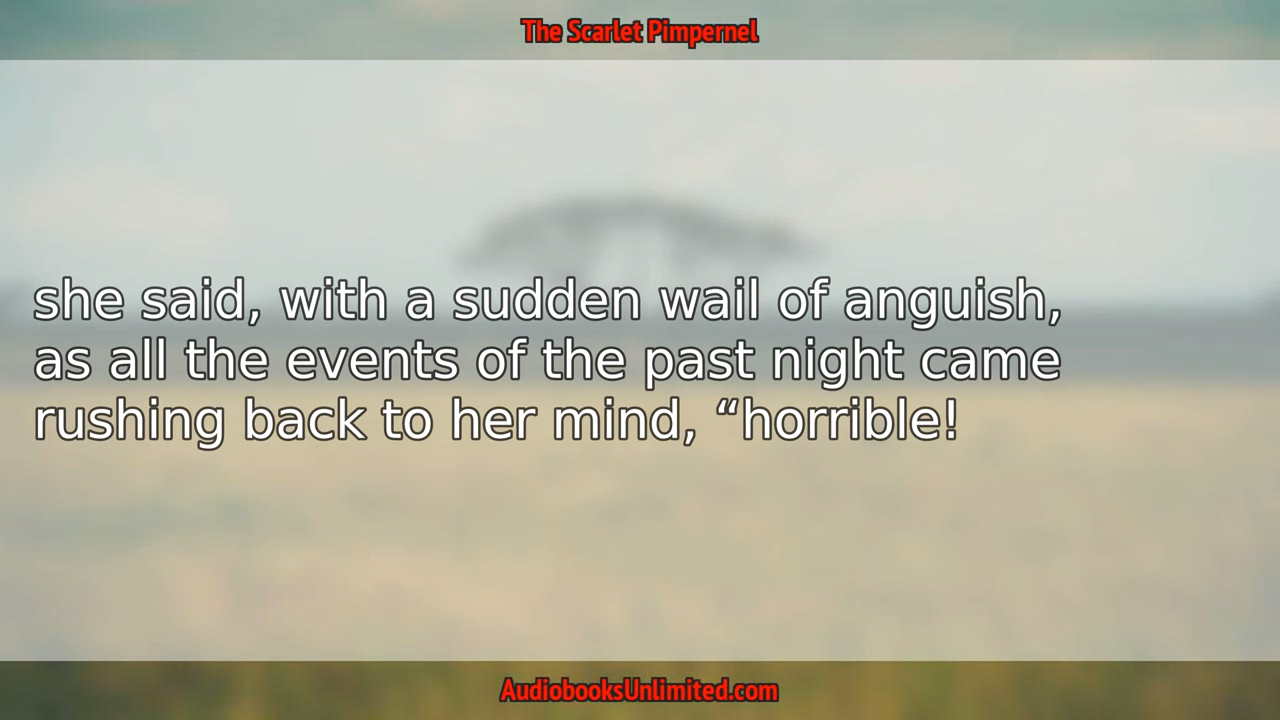 The Scarlet Pimpernel
she said, with a sudden wail of anguish,
as all the events of the past night came
rushing back to her mind, “horrible!
AudiobooksUnlimited.com